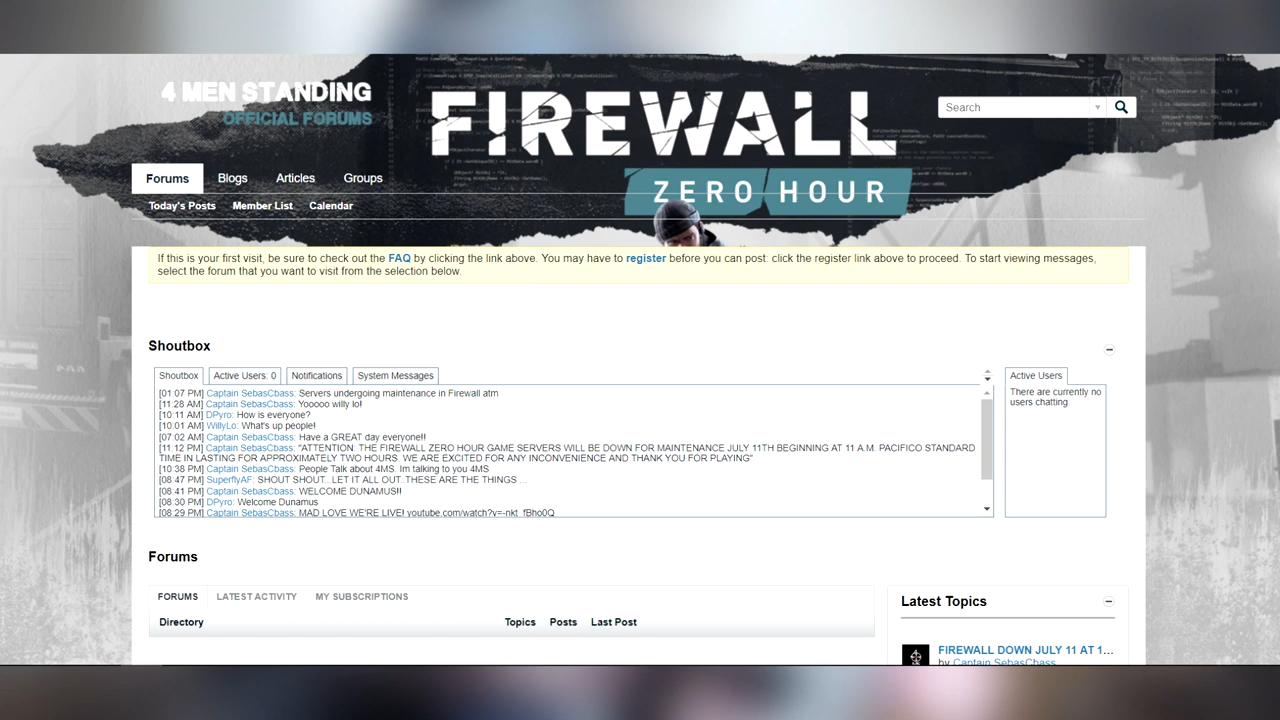 4 MEN STANDING
OFFICIAL FORUMS
FIREWALL
ZERO HOUR
Search
Forums Blogs Articles Groups
Today's Posts Member List Calendar
If this is your first visit, be sure to check out the FAQ by clicking the link above. You may have to register before you can post: click the register link above to proceed. To start viewing messages,
select the forum that you want to visit from the selection below.
Shoutbox
Shoutbox Active Users: 0 Notifications System Messages
[01:07 PM] Captain SebasCbass: Servers undergoing maintenance in Firewall atm
[11:28 AM] Captain SebasCbass: Yooooo willy lo!
[10:11 AM] DPyro: How is everyone?
[10:01 AM] WillyLo: What's up people!
[07:02 AM] Captain SebasCbass: Have a GREAT day everyone!!
[11:12 PM] Captain SebasCbass: "ATTENTION: THE FIREWALL ZERO HOUR GAME SERVERS WILL BE DOWN FOR MAINTENANCE JULY 11TH BEGINNING AT 11 A.M. PACIFICO STANDARD
TIME IN LASTING FOR APPROXIMATELY TWO HOURS. WE ARE EXCITED FOR ANY INCONVENIENCE AND THANK YOU FOR PLAYING"
[10:38 PM] Captain SebasCbass: People Talk about 4MS. Im talking to you 4MS
[08:47 PM] SuperflyAF: SHOUT SHOUT...LET IT ALL OUT..THESE ARE THE THINGS ...
[08:41 PM] Captain SebasCbass: WELCOME DUNAMUS!!
[08:30 PM] DPyro: Welcome Dunamus
[08:29 PM] Captain SebasCbass: MAD LOVE WE'RE LIVE! youtube.com/watch?v=-nkt_fBho0Q
Active Users
There are currently no
users chatting.
Forums
FORUMS LATEST ACTIVITY MY SUBSCRIPTIONS
Directory Topics Posts Last Post
Latest Topics
FIREWALL DOWN JULY 11 AT 1...
by Captain SebasCbass